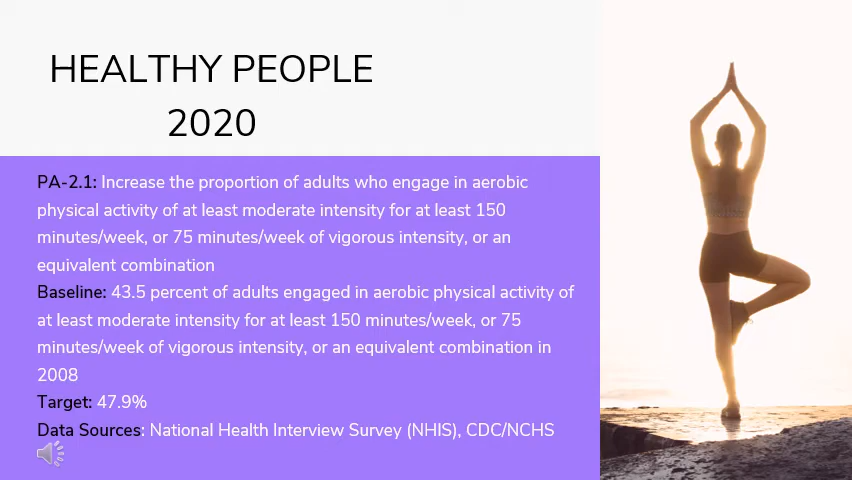 HEALTHY PEOPLE
2020
PA-2.1: Increase the proportion of adults who engage in aerobic
physical activity of at least moderate intensity for at least 150
minutes/week, or 75 minutes/week of vigorous intensity, or an
equivalent combination
Baseline: 43.5 percent of adults engaged in aerobic physical activity of
at least moderate intensity for at least 150 minutes/week, or 75
minutes/week of vigorous intensity, or an equivalent combination in
2008
Target: 47.9%
Data Sources: National Health Interview Survey (NHIS), CDC/NCHS